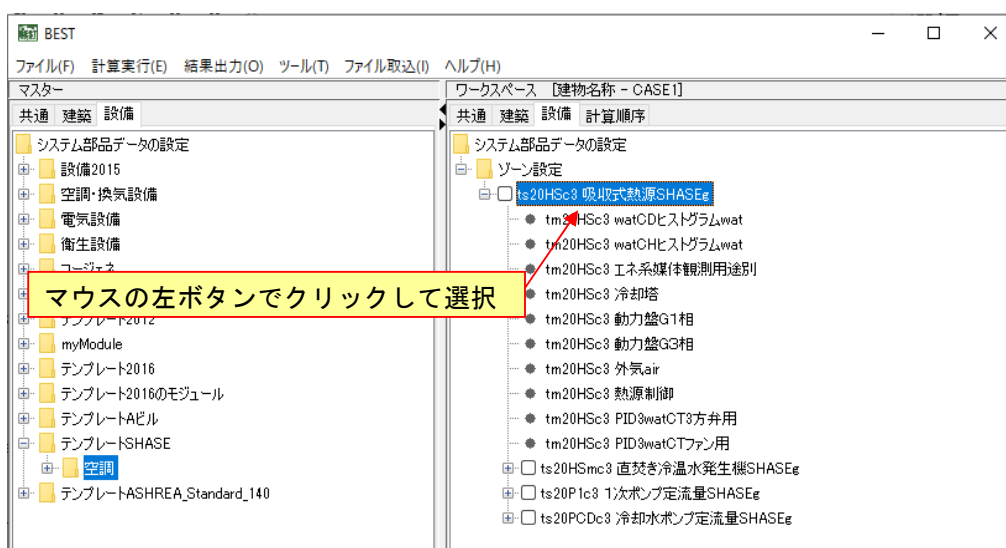 BEST
ファイル(F) 計算実行(E) 結果出力(O) ツール(T) ファイル取込(I) ヘルプ(H)
マスター
共通 建築 設備
システム部品データの設定
設備2015
空調・換気設備
電気設備
衛生設備
コージェネ
テンプレート2012
myModule
テンプレート2016
テンプレート2016のモジュール
テンプレートAビル
テンプレートSHASE
空調
テンプレートASHREA_Standard_140
ワークスペース [建物名称 - CASE1]
共通 建築 設備 計算順序
システム部品データの設定
ゾーン設定
ts20HSc3 吸収式熱源SHASEg
tm20HSc3 watCDヒストグラムwat
tm20HSc3 watCHヒストグラムwat
tm20HSc3 エネ系媒体観測用途別
tm20HSc3 冷却塔
tm20HSc3 動力盤G1相
tm20HSc3 動力盤G3相
tm20HSc3 外気air
tm20HSc3 熱源制御
tm20HSc3 PID3watCT3方弁用
tm20HSc3 PID3watCTファン用
ts20HSmc3 直焚き冷温水発生機SHASEg
ts20P1c3 1次ポンプ定流量SHASEg
ts20PCDc3 冷却水ポンプ定流量SHASEg
マウスの左ボタンでクリックして選択